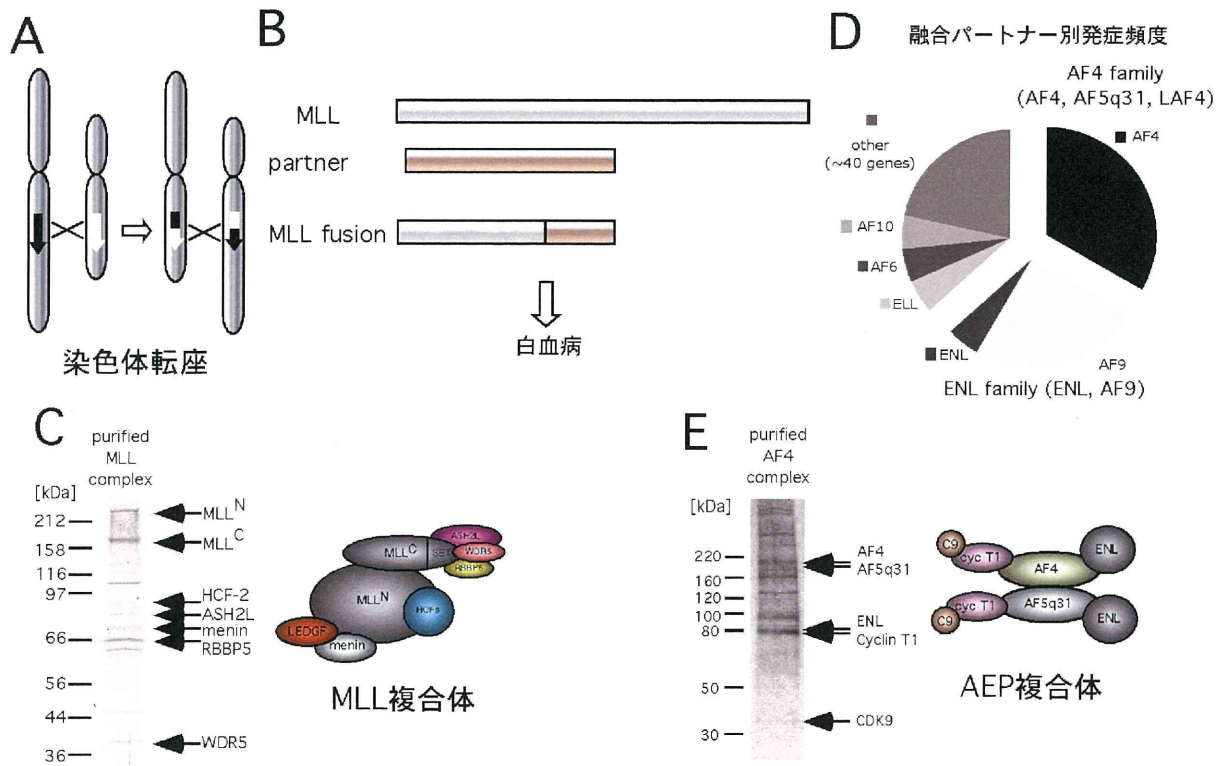 A
染色体転座
B
MLL
partner
MLL fusion
白血病
D
融合パートナー別発症頻度
AF4 family
(AF4, AF5q31, LAF4)
AF4
other
(~40 genes)
AF10
AF6
ELL
ENL
AF9
ENL family (ENL, AF9)
C
purified
MLL
complex
[kDa]
212
158
116
97
66
56
44
36
MLL^N
MLL^C
HCF-2
ASH2L
menin
RBBP5
WDR5
MLL^C
SET
ASH2L
WDR5
RBBP5
MLL^N
HCFs
LEDGF
menin
MLL複合体
E
purified
AF4
complex
[kDa]
220
160
120
100
80
50
30
AF4
AF5q31
ENL
Cyclin T1
CDK9
C9
cyc T1
AF4
ENL
C9
cyc T1
AF5q31
ENL
AEP複合体